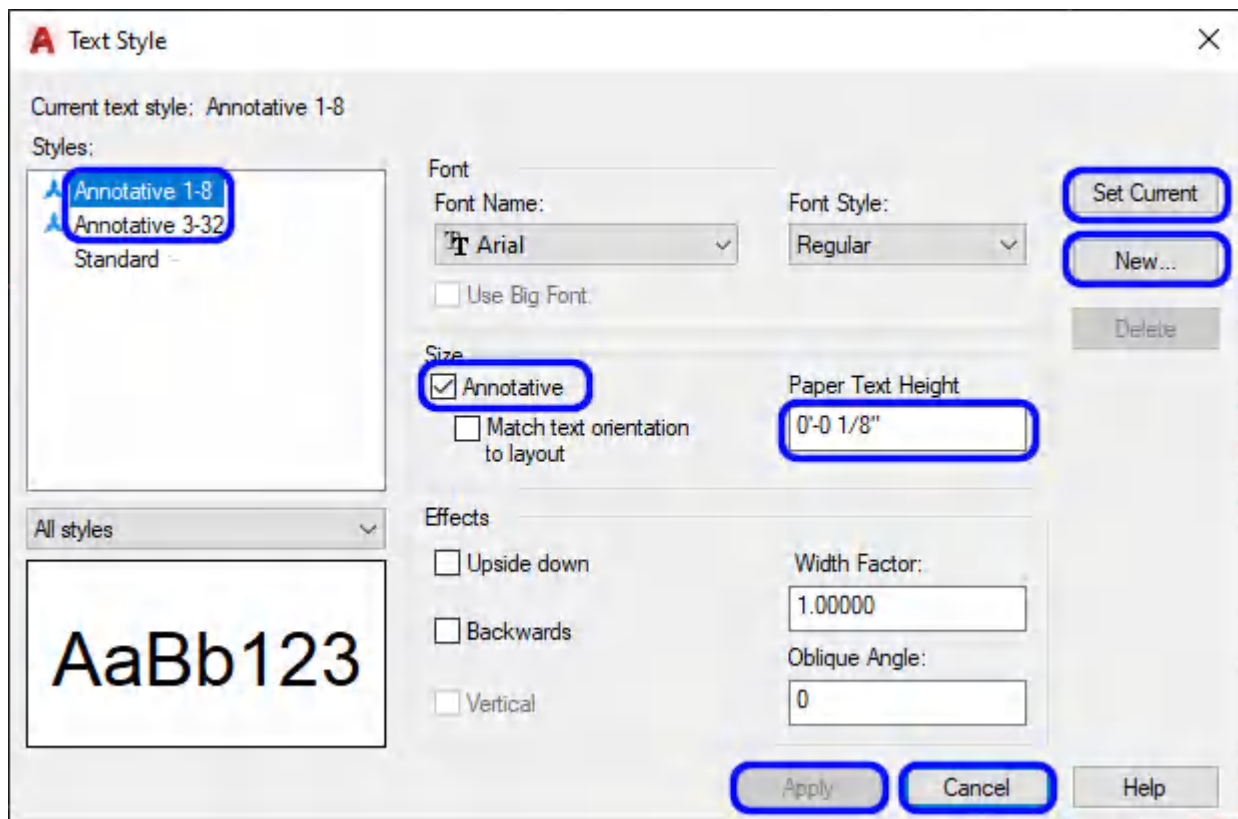 Text Style
Current text style: Annotative 1-8
Styles:
Annotative 1-8
Annotative 3-32
Standard
All styles
AaBb123
Font
Font Name:
Arial
Use Big Font
Font Style:
Regular
Size
Annotative
Match text orientation
to layout
Paper Text Height
0'-0 1/8"
Effects
Upside down
Backwards
Vertical
Width Factor:
1.00000
Oblique Angle:
0
Set Current
New...
Delete
Apply
Cancel
Help